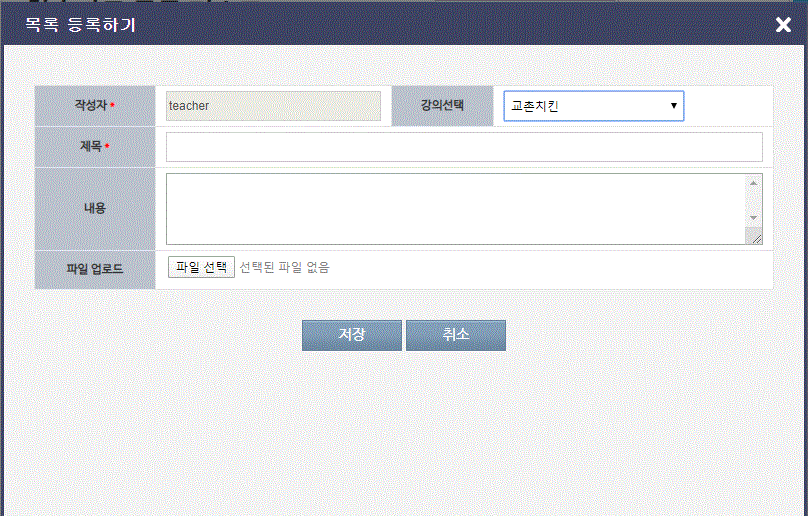 목록 등록하기
작성자 * teacher 강의선택 교촌치킨
제목 *
내용
파일 업로드 파일 선택 선택된 파일 없음
저장 취소